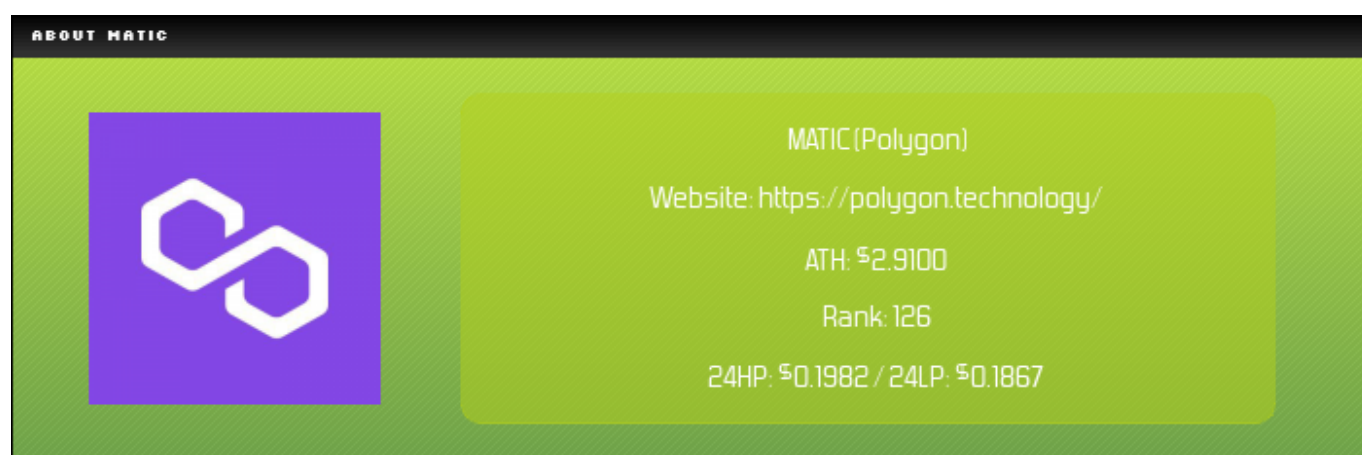 ABOUT MATIC
MATIC (Polygon)
Website: https://polygon.technology/
ATH: $2.9100
Rank: 126
24HP: $0.1982 / 24LP: $0.1867